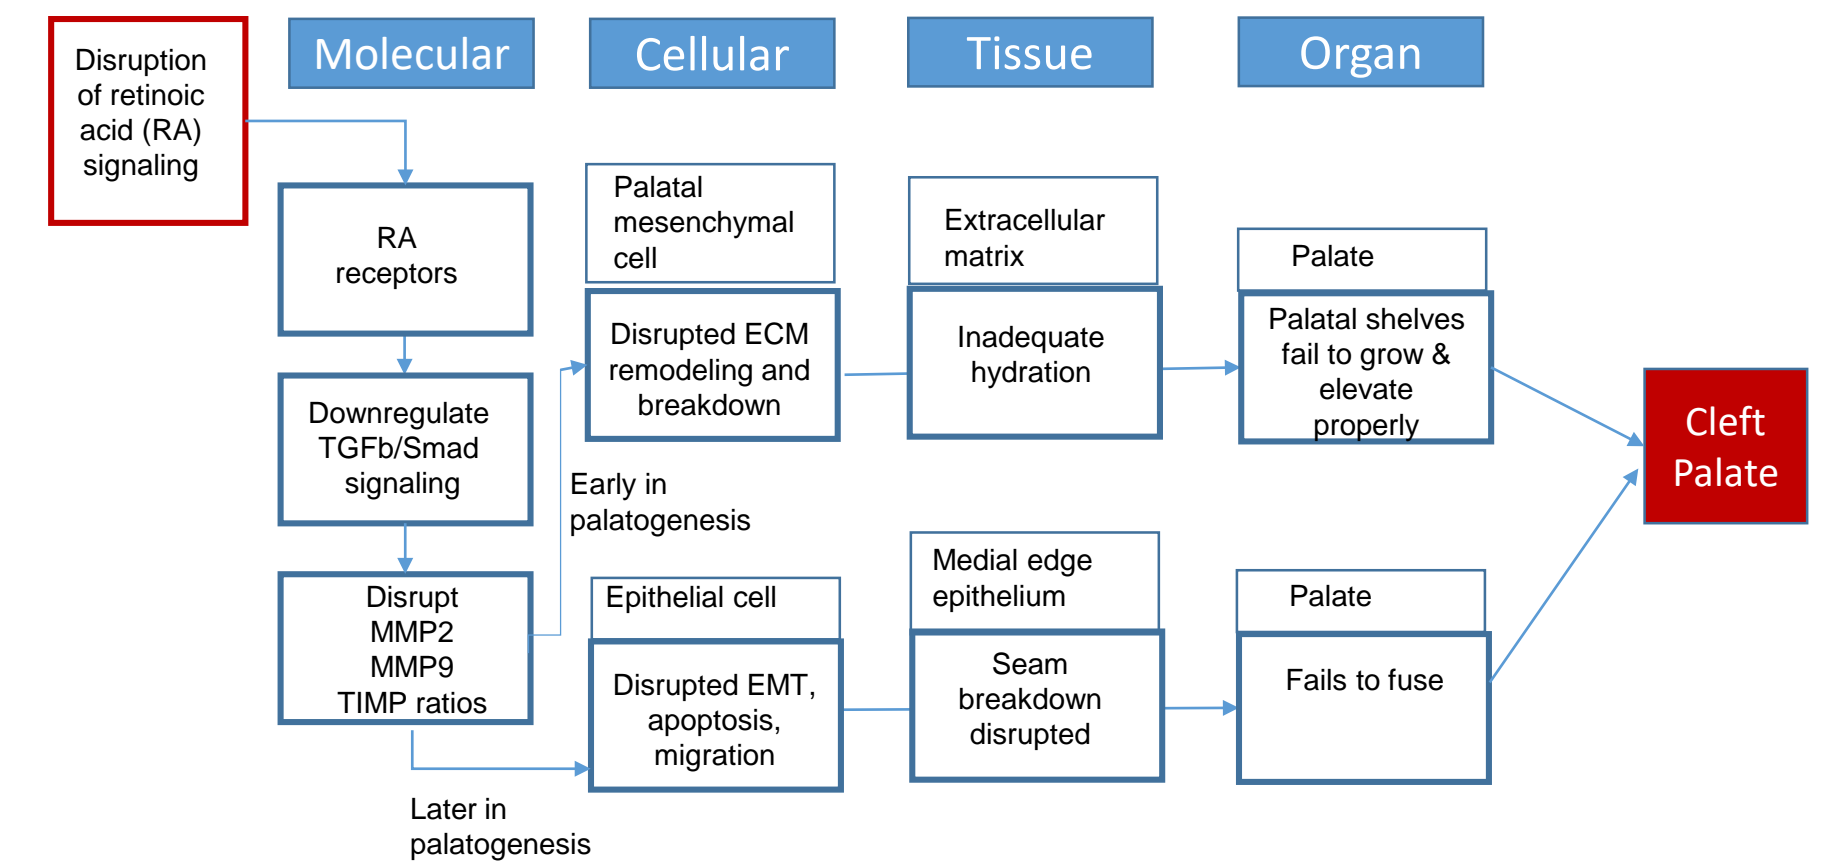 Disruption
of retinoic
acid (RA)
signaling
Molecular
Cellular
Tissue
Organ
RA
receptors
Downregulate
TGFb/Smad
signaling
Disrupt
MMP2
MMP9
TIMP ratios
Early in
palatogenesis
Later in
palatogenesis
Palatal
mesenchymal
cell
Disrupted ECM
remodeling and
breakdown
Extracellular
matrix
Inadequate
hydration
Palate
Palatal shelves
fail to grow &
elevate
properly
Epithelial cell
Disrupted EMT,
apoptosis,
migration
Medial edge
epithelium
Seam
breakdown
disrupted
Palate
Fails to fuse
Cleft
Palate